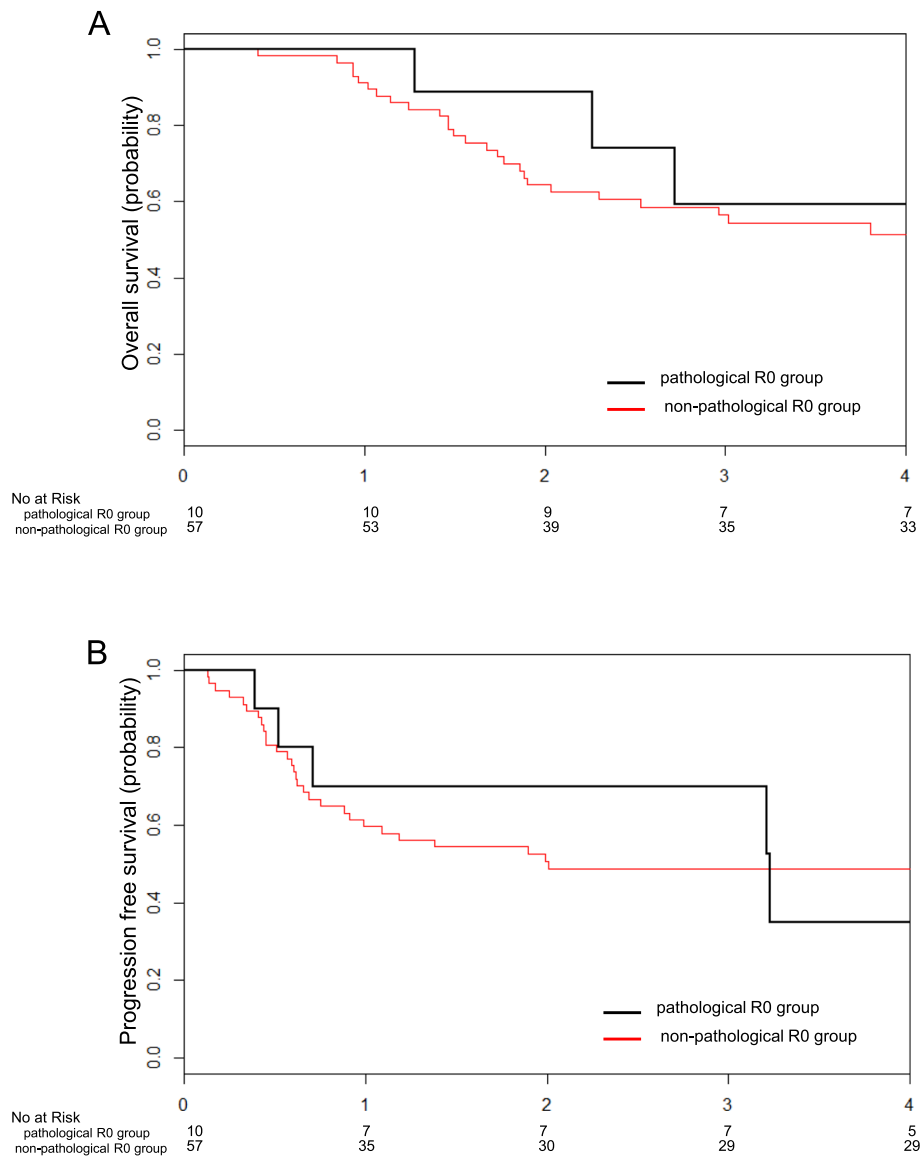 A
Overall survival (probability)
1.0
0.8
0.6
0.4
0.2
0.0
pathological R0 group
non-pathological R0 group
0 1 2 3 4
No at Risk
pathological R0 group 10 10 9 7 7
non-pathological R0 group 57 53 39 35 33
B
Progression free survival (probability)
1.0
0.8
0.6
0.4
0.2
0.0
pathological R0 group
non-pathological R0 group
0 1 2 3 4
No at Risk
pathological R0 group 10 7 7 7 5
non-pathological R0 group 57 35 30 29 29